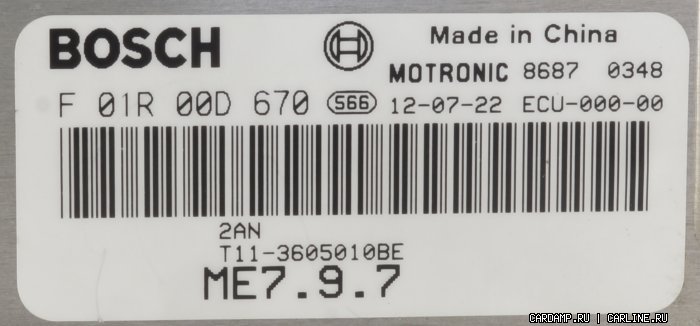 BOSCH
Made in China
MOTRONIC 8687 0348
F 01R 00D 670 566 12-07-22 ECU-000-00
2AN
T11-3605010BE
ME7.9.7
CARDAMP.RU | CARLINE.RU